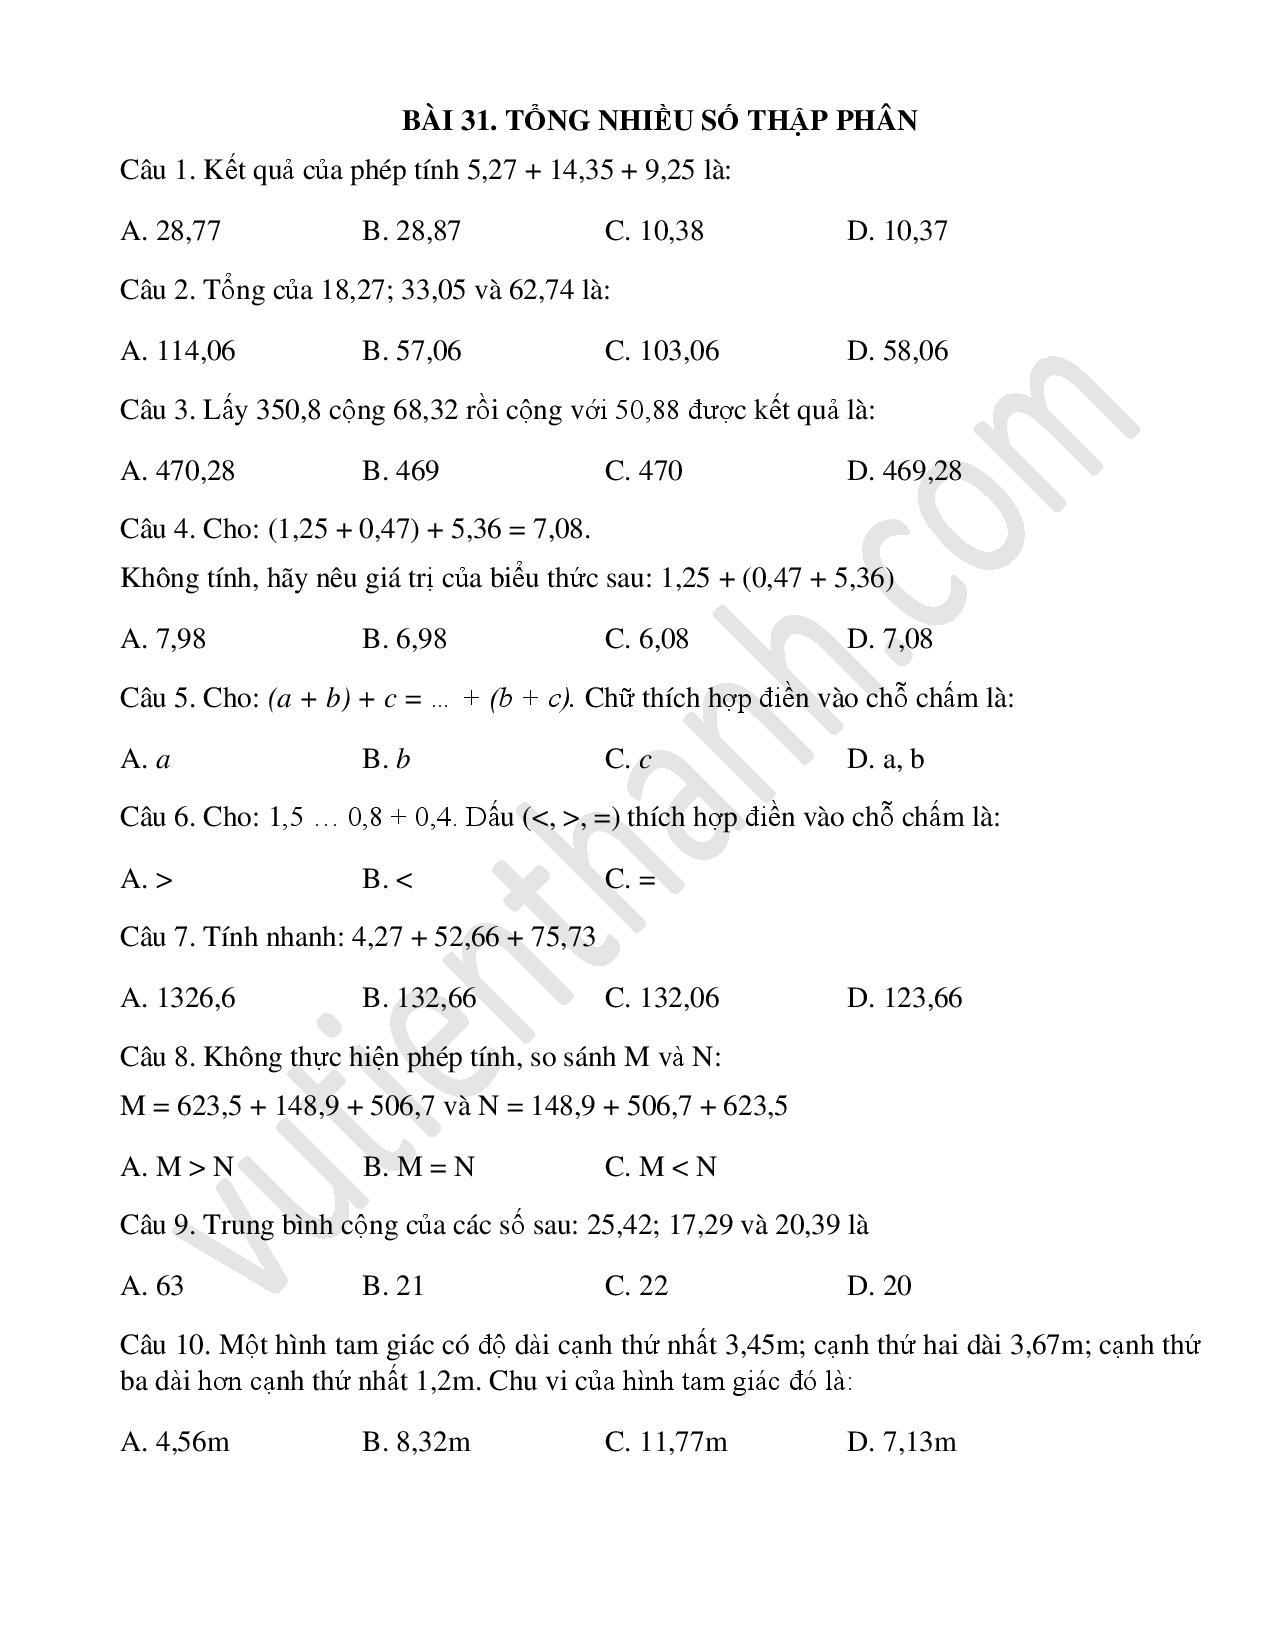 BÀI 31. TỔNG NHIỀU SỐ THẬP PHÂN
Câu 1. Kết quả của phép tính 5,27 + 14,35 + 9,25 là:
A. 28,77 B. 28,87 C. 10,38 D. 10,37
Câu 2. Tổng của 18,27; 33,05 và 62,74 là:
A. 114,06 B. 57,06 C. 103,06 D. 58,06
Câu 3. Lấy 350,8 cộng 68,32 rồi cộng với 50,88 được kết quả là:
A. 470,28 B. 469 C. 470 D. 469,28
Câu 4. Cho: (1,25 + 0,47) + 5,36 = 7,08.
Không tính, hãy nêu giá trị của biểu thức sau: 1,25 + (0,47 + 5,36)
A. 7,98 B. 6,98 C. 6,08 D. 7,08
Câu 5. Cho: (a + b) + c = ... + (b + c). Chữ thích hợp điền vào chỗ chấm là:
A. a B. b C. c D. a, b
Câu 6. Cho: 1,5 … 0,8 + 0,4. Dấu (<, >, =) thích hợp điền vào chỗ chấm là:
A. > B. < C. =
Câu 7. Tính nhanh: 4,27 + 52,66 + 75,73
A. 1326,6 B. 132,66 C. 132,06 D. 123,66
Câu 8. Không thực hiện phép tính, so sánh M và N:
M = 623,5 + 148,9 + 506,7 và N = 148,9 + 506,7 + 623,5
A. M > N B. M = N C. M < N
Câu 9. Trung bình cộng của các số sau: 25,42; 17,29 và 20,39 là
A. 63 B. 21 C. 22 D. 20
Câu 10. Một hình tam giác có độ dài cạnh thứ nhất 3,45m; cạnh thứ hai dài 3,67m; cạnh thứ
ba dài hơn cạnh thứ nhất 1,2m. Chu vi của hình tam giác đó là:
A. 4,56m B. 8,32m C. 11,77m D. 7,13m
vutienthanh.com